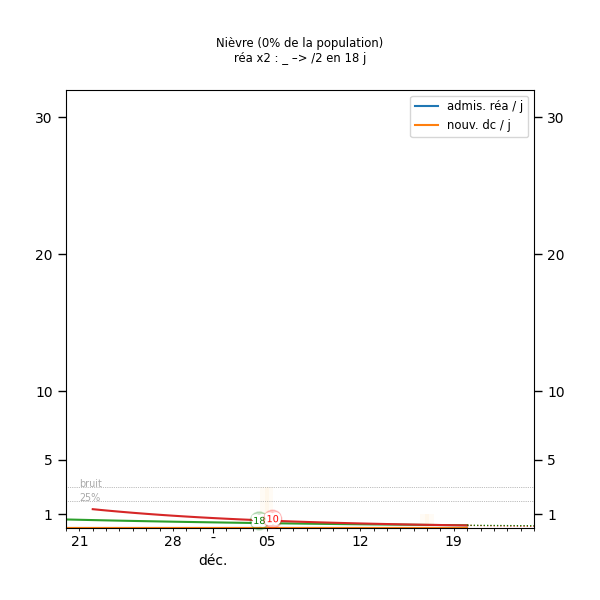 Nièvre (0% de la population)
réa x2 : _ –> /2 en 18 j
admis. réa / j
nouv. dc / j
30 30
20 20
10 10
5 5
bruit
25%
1 18 10 1
21 28 - 05 12 19
déc.